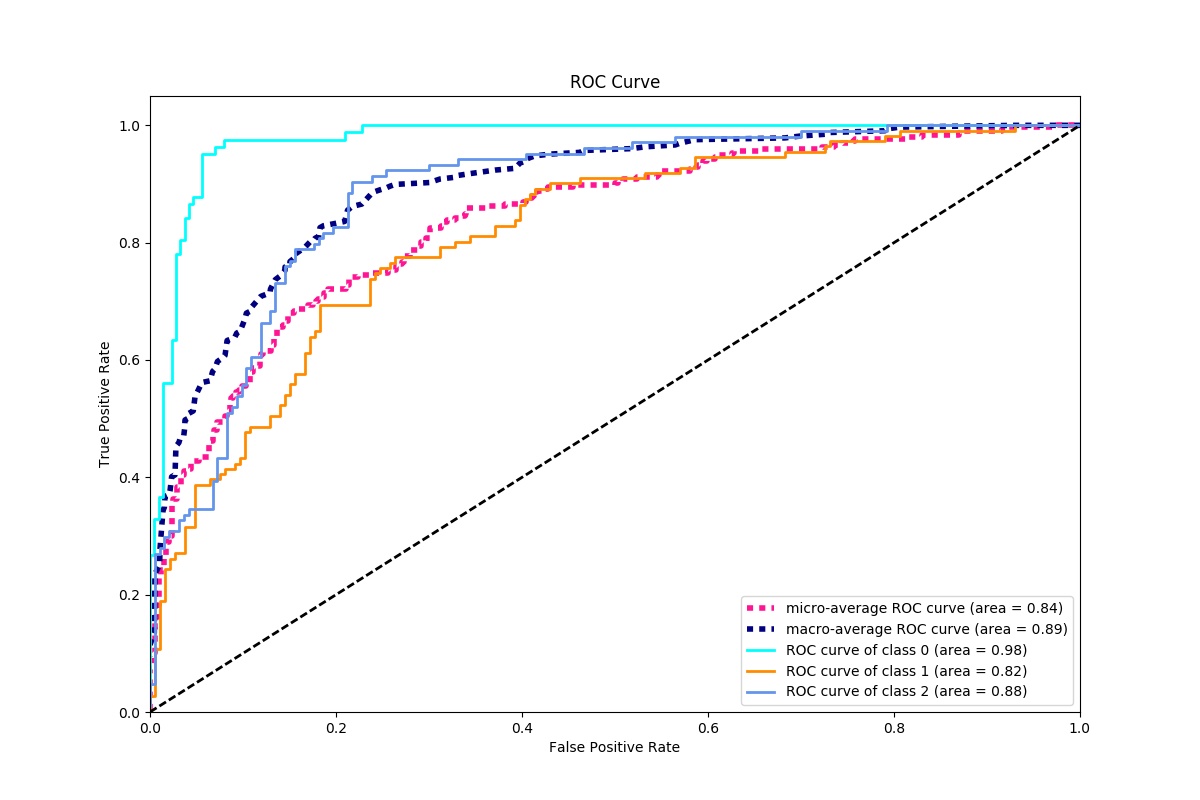 ROC Curve
True Positive Rate
1.0
0.8
0.6
0.4
0.2
0.0
0.0 0.2 0.4 0.6 0.8 1.0
False Positive Rate
micro-average ROC curve (area = 0.84)
macro-average ROC curve (area = 0.89)
ROC curve of class 0 (area = 0.98)
ROC curve of class 1 (area = 0.82)
ROC curve of class 2 (area = 0.88)